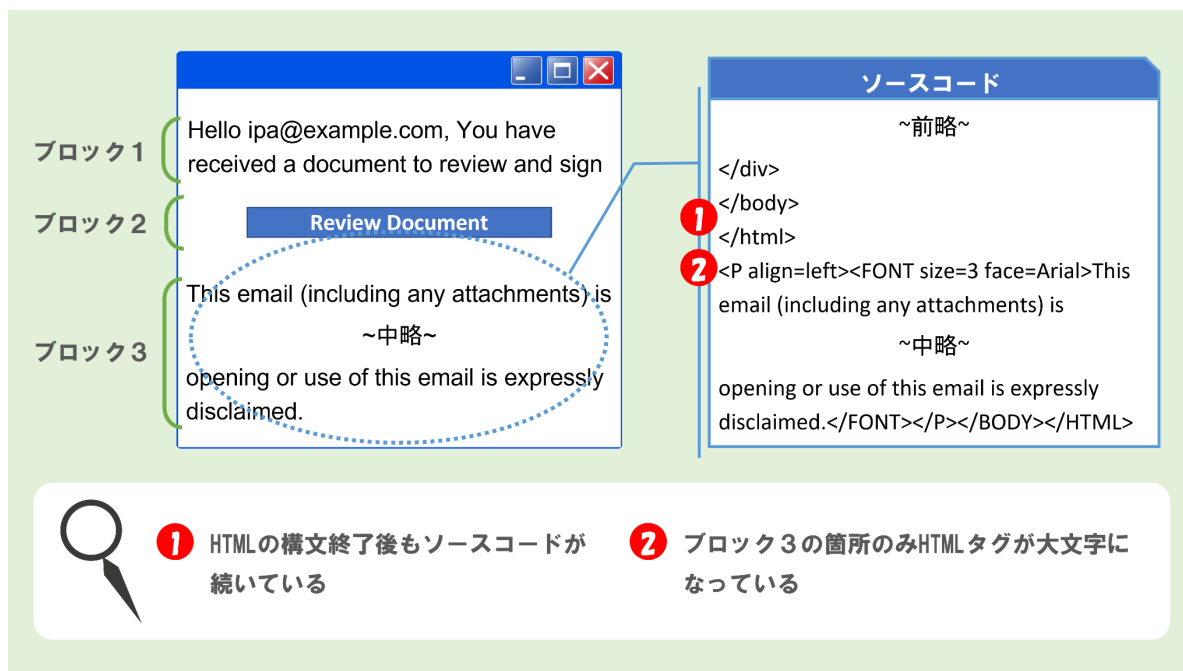 ブロック１
Hello ipa@example.com, You have
received a document to review and sign
ブロック２
Review Document
ブロック３
This email (including any attachments) is
~中略~
opening or use of this email is expressly
disclaimed.
ソースコード
~前略~
</div>
</body>
1
</html>
2
<P align=left><FONT size=3 face=Arial>This
email (including any attachments) is
~中略~
opening or use of this email is expressly
disclaimed.</FONT></P></BODY></HTML>
1 HTMLの構文終了後もソースコードが
続いている
2 ブロック３の箇所のみHTMLタグが大文字に
なっている